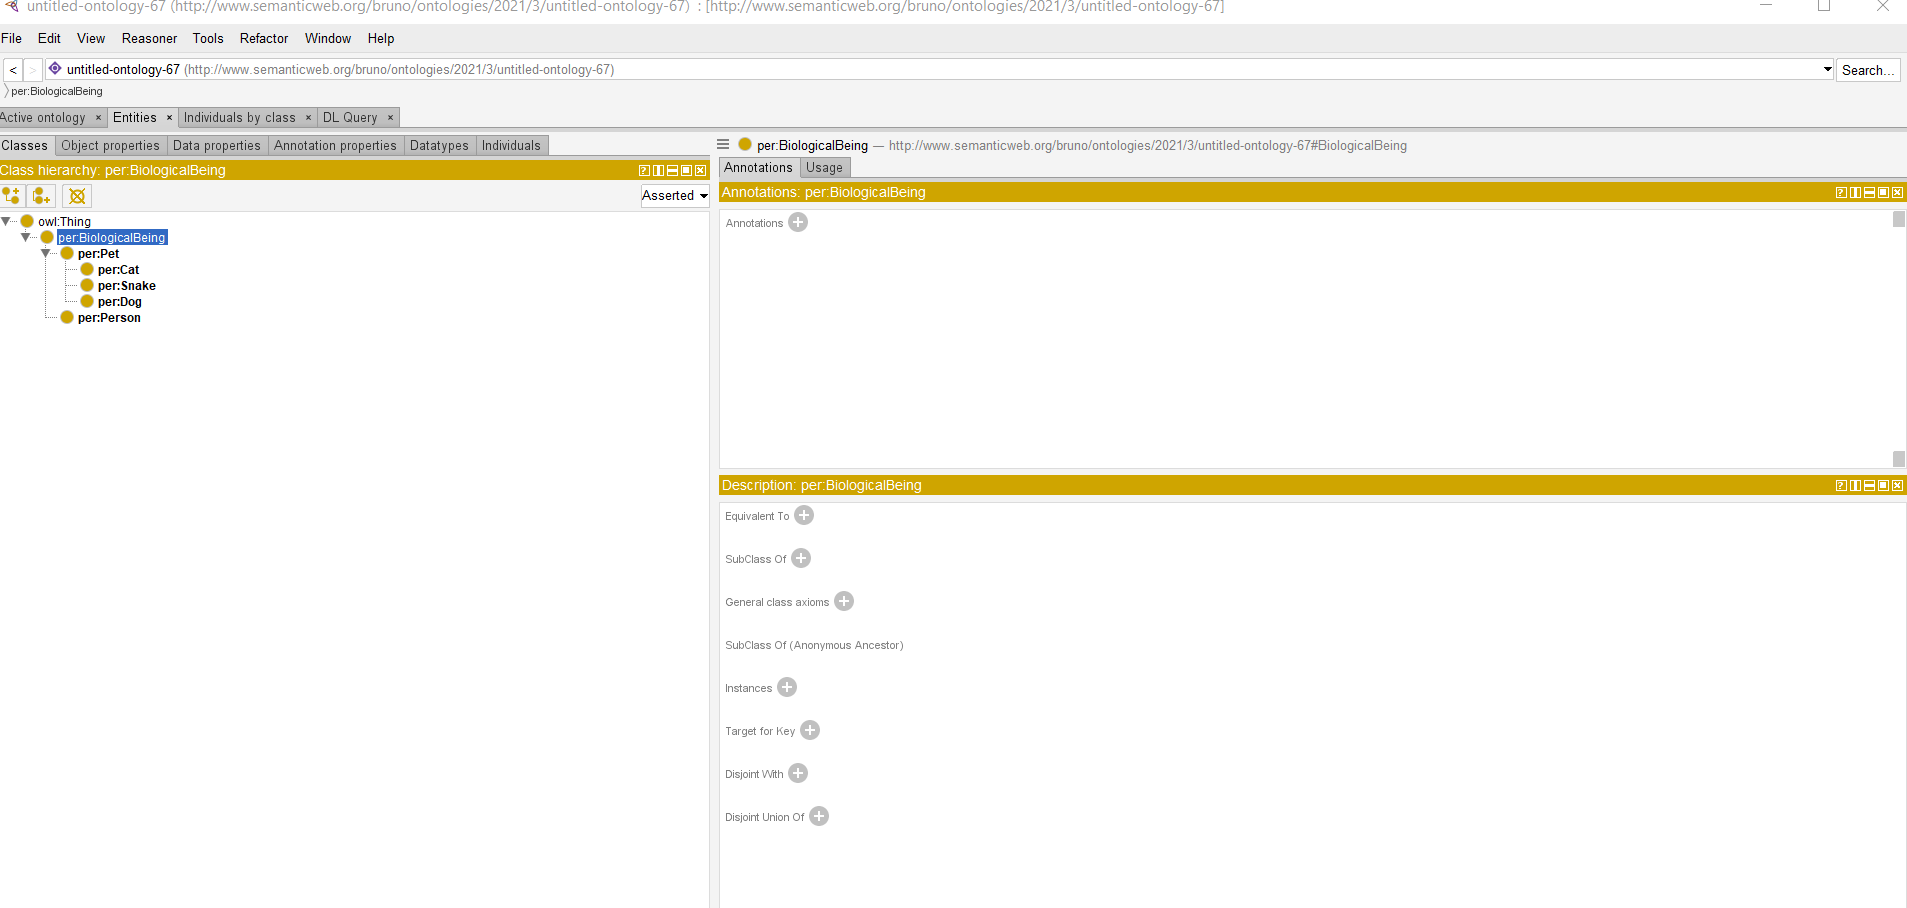 untitled-ontology-67 (http://www.semanticweb.org/bruno/ontologies/2021/3/untitled-ontology-67) : [http://www.semanticweb.org/bruno/ontologies/2021/3/untitled-ontology-67]
File Edit View Reasoner Tools Refactor Window Help
< > untitled-ontology-67 (http://www.semanticweb.org/bruno/ontologies/2021/3/untitled-ontology-67) Search...
per:BiologicalBeing
Active ontology × Entities × Individuals by class × DL Query ×
Classes Object properties Data properties Annotation properties Datatypes Individuals
Class hierarchy: per:BiologicalBeing
Asserted
owl:Thing
per:BiologicalBeing
per:Pet
per:Cat
per:Snake
per:Dog
per:Person
per:BiologicalBeing — http://www.semanticweb.org/bruno/ontologies/2021/3/untitled-ontology-67#BiologicalBeing
Annotations Usage
Annotations: per:BiologicalBeing
Annotations
Description: per:BiologicalBeing
Equivalent To
SubClass Of
General class axioms
SubClass Of (Anonymous Ancestor)
Instances
Target for Key
Disjoint With
Disjoint Union Of